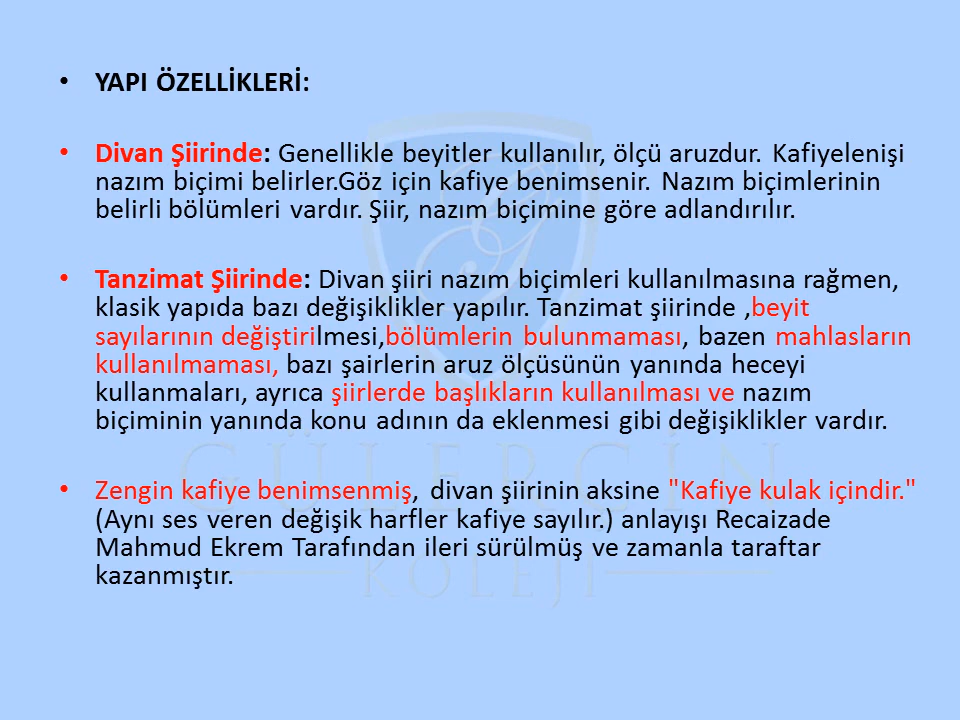 • YAPI ÖZELLİKLERİ:
• Divan Şiirinde: Genellikle beyitler kullanılır, ölçü aruzdur. Kafiyelenişi
nazım biçimi belirler.Göz için kafiye benimsenir. Nazım biçimlerinin
belirli bölümleri vardır. Şiir, nazım biçimine göre adlandırılır.
• Tanzimat Şiirinde: Divan şiiri nazım biçimleri kullanılmasına rağmen,
klasik yapıda bazı değişiklikler yapılır. Tanzimat şiirinde ,beyit
sayılarının değiştirilmesi,bölümlerin bulunmaması, bazen mahlasların
kullanılmaması, bazı şairlerin aruz ölçüsünün yanında heceyi
kullanmaları, ayrıca şiirlerde başlıkların kullanılması ve nazım
biçiminin yanında konu adının da eklenmesi gibi değişiklikler vardır.
GÜLERÇİN
• Zengin kafiye benimsenmiş, divan şiirinin aksine "Kafiye kulak içindir."
(Aynı ses veren değişik harfler kafiye sayılır.) anlayışı Recaizade
Mahmud Ekrem Tarafından ileri sürülmüş ve zamanla taraftar
kazanmıştır.
KOLEJİ